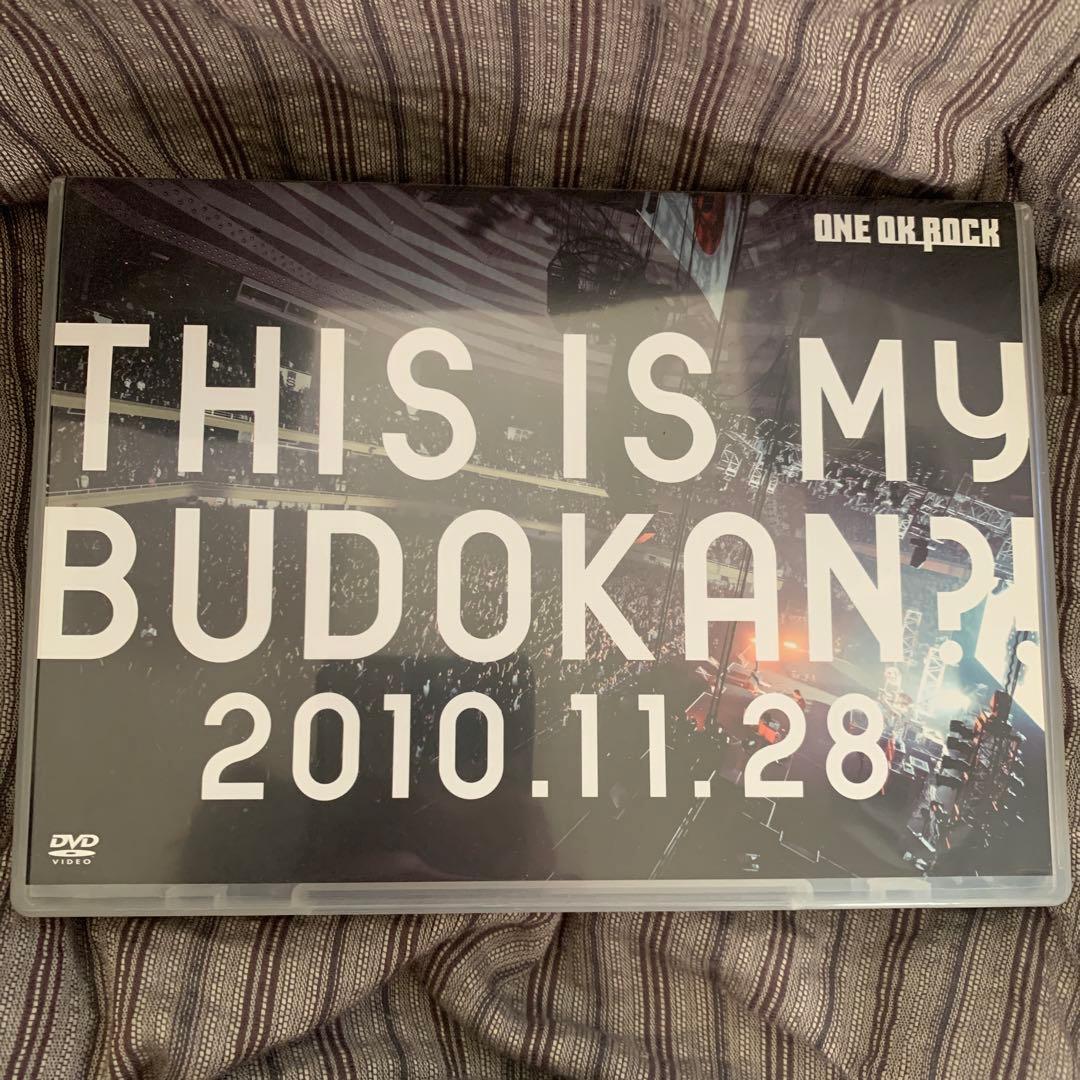 ONE OK ROCK
THIS IS MY
BUDOKAN?!
2010.11.28
DVD
VIDEO